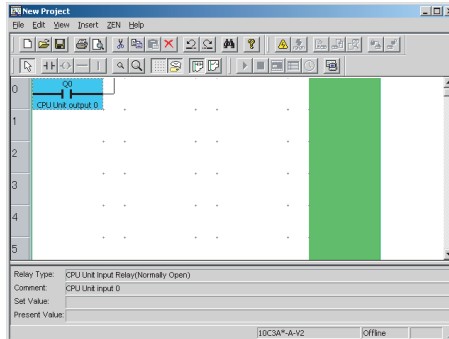 New Project
File Edit View Insert ZEN Help
0
Q0
CPU Unit output 0
1
2
3
4
5
Relay Type: CPU Unit Input Relay(Normally Open)
Comment: CPU Unit input 0
Set Value:
Present Value:
10C3A*-A-V2 Offline